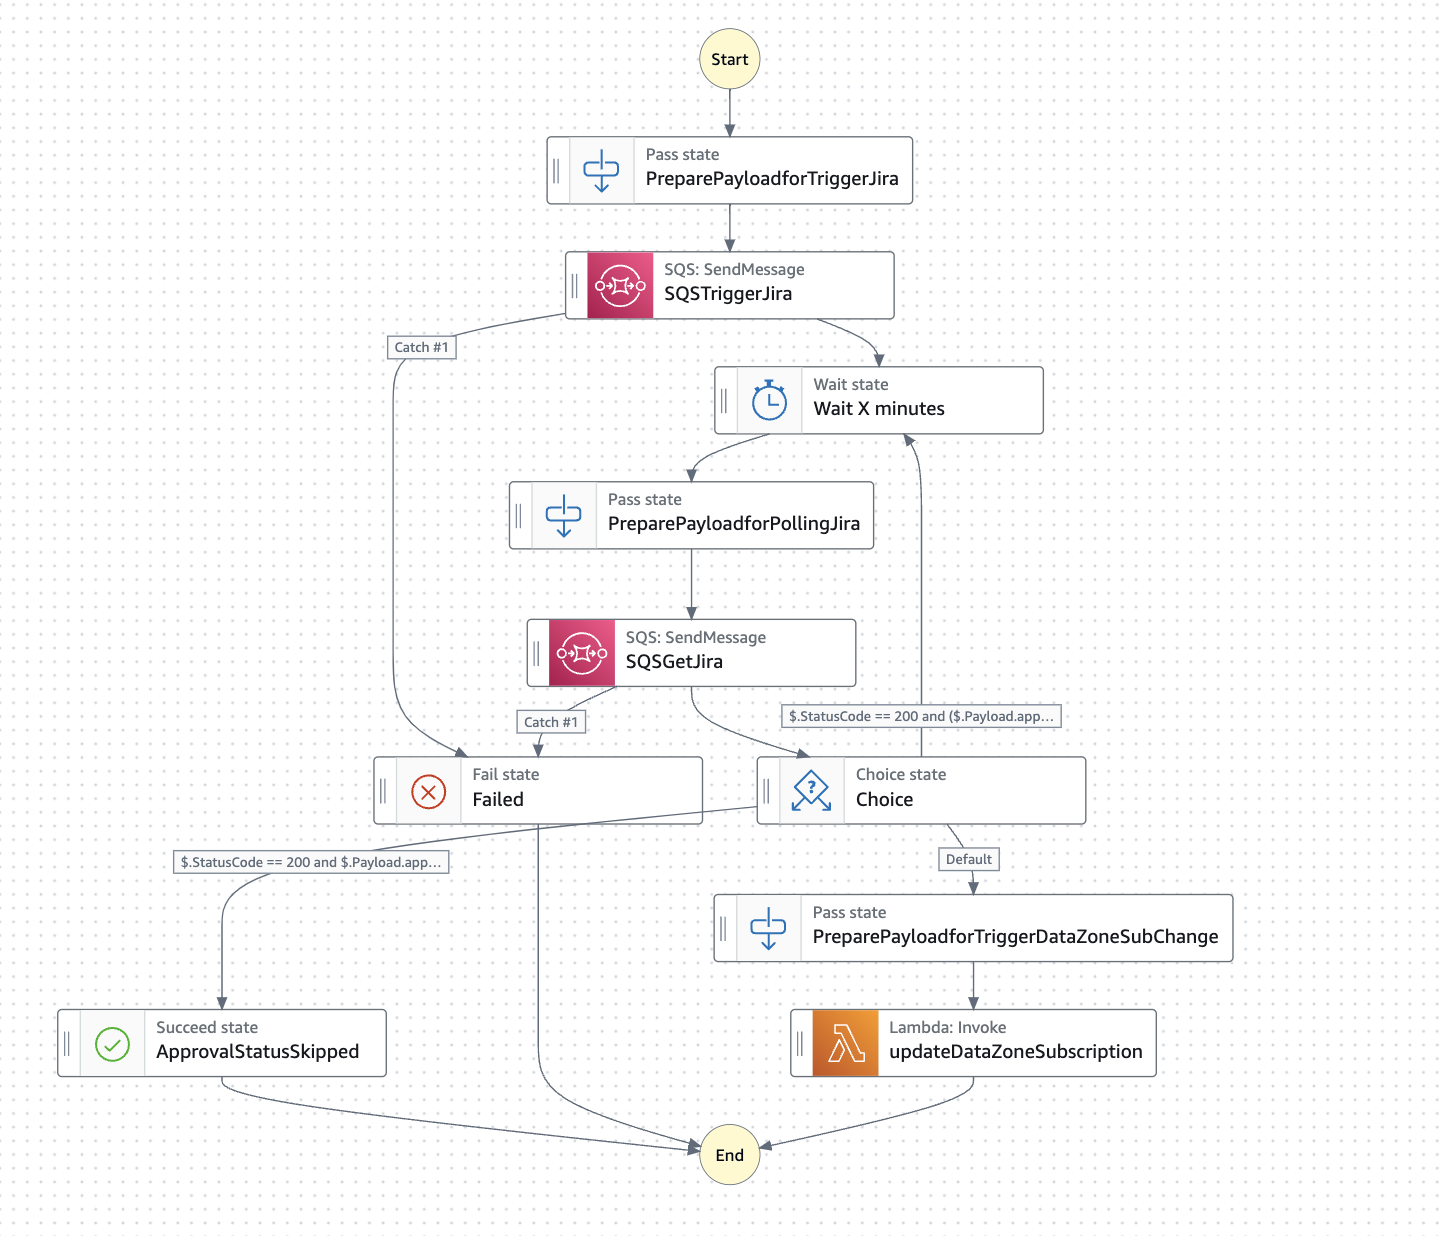 Start
Pass state
PreparePayloadforTriggerJira
SQS: SendMessage
SQSTriggerJira
Catch #1
Wait state
Wait X minutes
Pass state
PreparePayloadforPollingJira
SQS: SendMessage
SQSGetJira
Catch #1
$.StatusCode == 200 and ($.Payload.app...
Fail state
Failed
Choice state
Choice
$.StatusCode == 200 and $.Payload.app...
Default
Pass state
PreparePayloadforTriggerDataZoneSubChange
Succeed state
ApprovalStatusSkipped
Lambda: Invoke
updateDataZoneSubscription
End